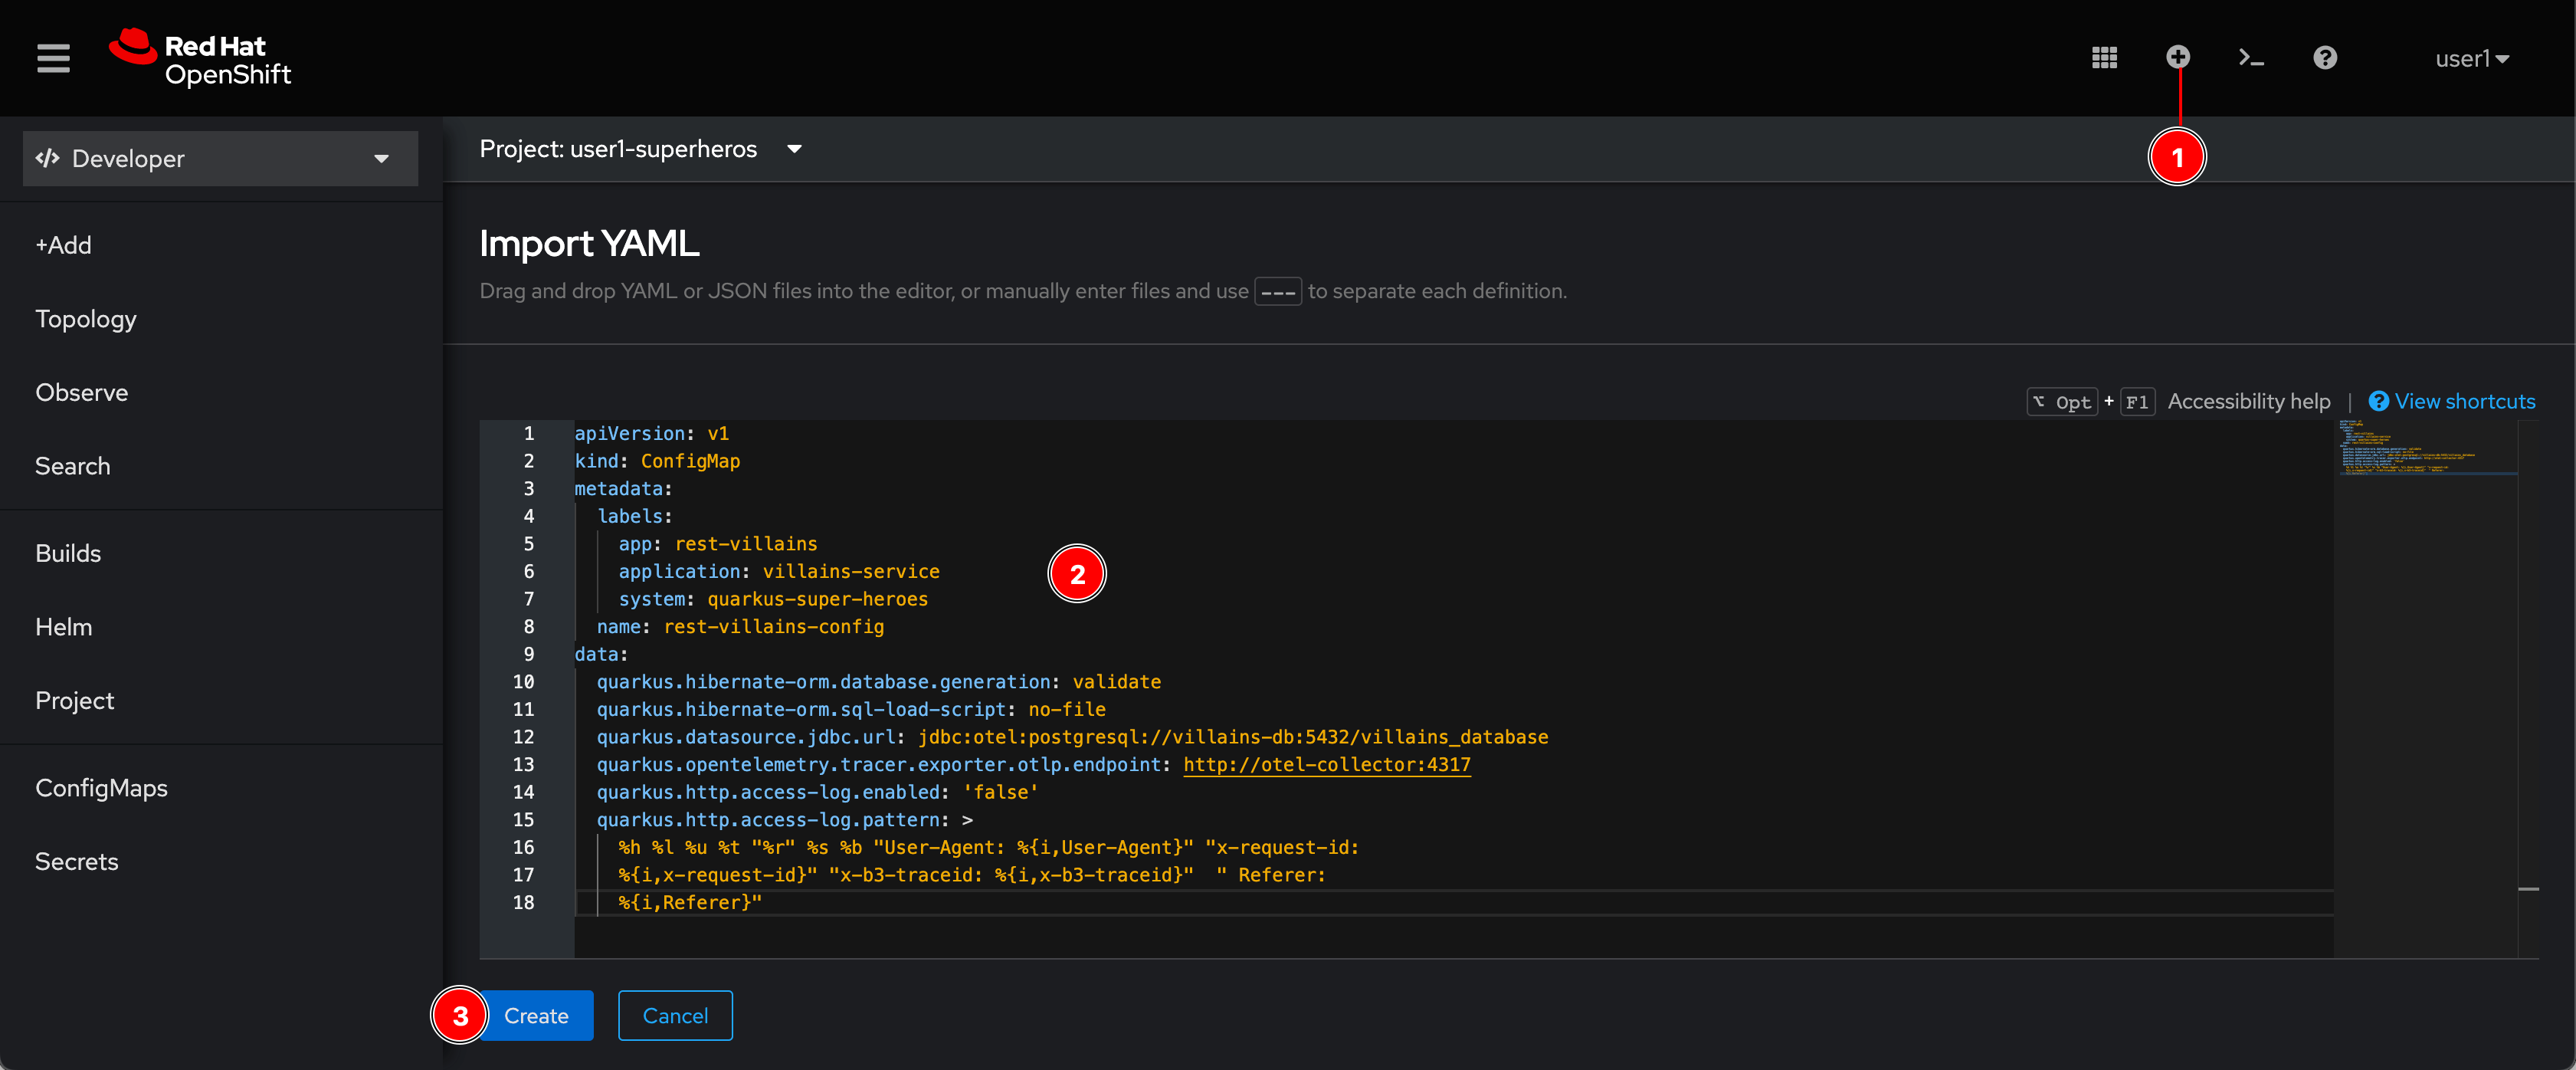 Red Hat
OpenShift
user1
1
Developer
Project: user1-superheros
+Add
Topology
Observe
Search
Builds
Helm
Project
ConfigMaps
Secrets
Import YAML
Drag and drop YAML or JSON files into the editor, or manually enter files and use --- to separate each definition.
⌥ Opt + F1 Accessibility help | View shortcuts
1 apiVersion: v1
2 kind: ConfigMap
3 metadata:
4   labels:
5     app: rest-villains
6     application: villains-service
7     system: quarkus-super-heroes
8   name: rest-villains-config
9 data:
10   quarkus.hibernate-orm.database.generation: validate
11   quarkus.hibernate-orm.sql-load-script: no-file
12   quarkus.datasource.jdbc.url: jdbc:otel:postgresql://villains-db:5432/villains_database
13   quarkus.opentelemetry.tracer.exporter.otlp.endpoint: http://otel-collector:4317
14   quarkus.http.access-log.enabled: 'false'
15   quarkus.http.access-log.pattern: >
16     %h %l %u %t "%r" %s %b "User-Agent: %{i,User-Agent}" "x-request-id:
17     %{i,x-request-id}" "x-b3-traceid: %{i,x-b3-traceid}"  " Referer:
18     %{i,Referer}"
2
3
Create
Cancel